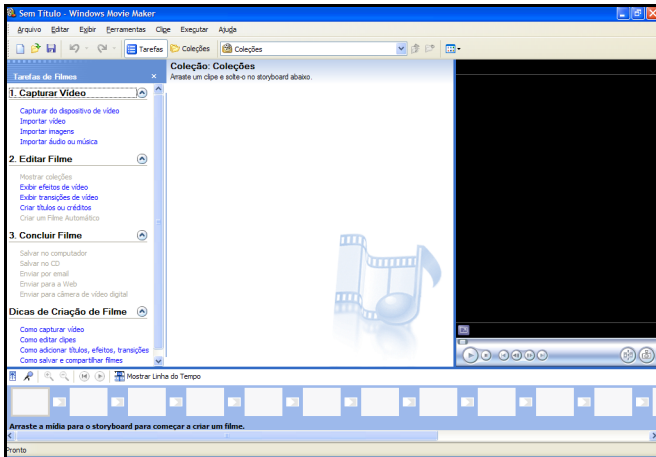 Sem Título - Windows Movie Maker
Arquivo Editar Exibir Ferramentas Clipe Executar Ajuda
Tarefas Coleções Coleções
Tarefas de Filmes
Coleção: Coleções
Arraste um clipe e solte-o no storyboard abaixo.
1. Capturar Vídeo
Capturar do dispositivo de vídeo
Importar vídeo
Importar imagens
Importar áudio ou música
2. Editar Filme
Mostrar coleções
Exibir efeitos de vídeo
Exibir transições de vídeo
Criar títulos ou créditos
Criar um Filme Automático
3. Concluir Filme
Salvar no computador
Salvar no CD
Enviar por email
Enviar para a Web
Enviar para câmera de vídeo digital
Dicas de Criação de Filme
Como capturar vídeo
Como editar clipes
Como adicionar títulos, efeitos, transições
Como salvar e compartilhar filmes
Mostrar Linha do Tempo
Arraste a mídia para o storyboard para começar a criar um filme.
Pronto